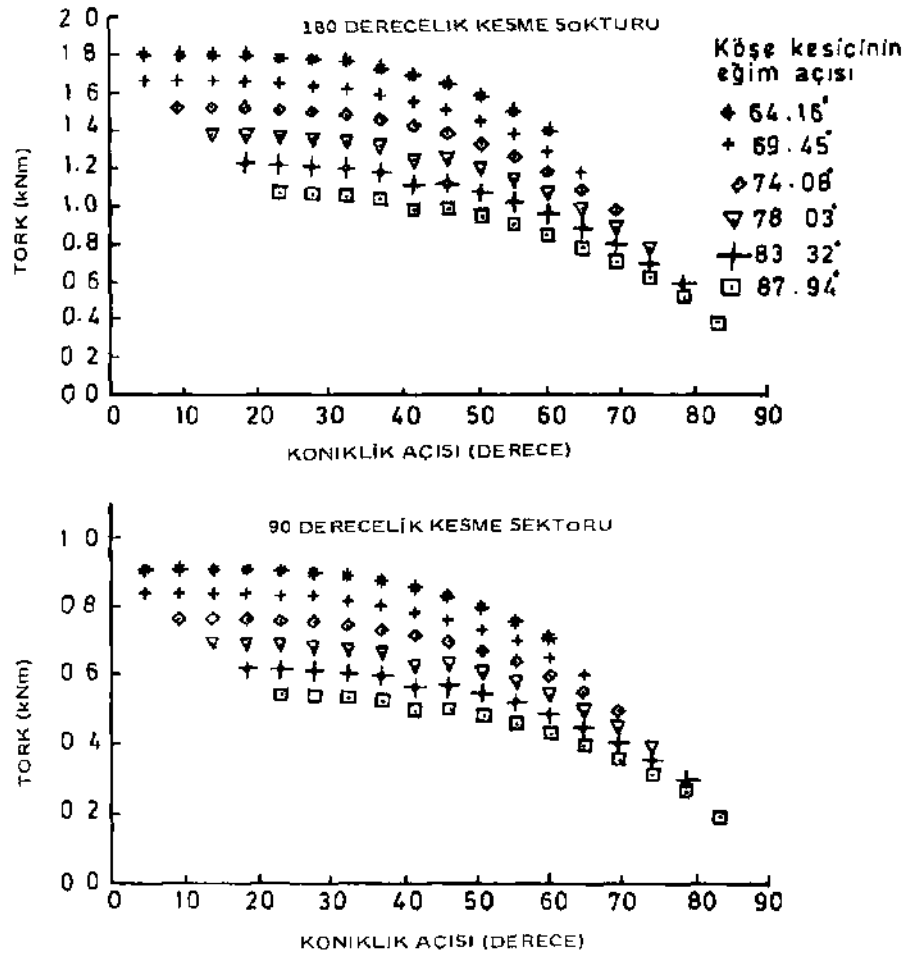 180 DERECELİK KESME SoKTURU
Köşe kesicinin
eğim açısı
64.16°
69.45°
74.08°
78 03°
83 32°
87.94°
TORK (kNm)
2 0
1 8
1 6
1 4
1.2
1.0
0.8
0.6
0.4
0 2
0 0
0 10 20 30 40 50 60 70 80 90
KONIKLİK AÇISI (DERECE)
90 DERECELİK KESME SEKToRU
TORK (kNm)
1 0
0 8
0 6
0 4
0 2
0 0
0 10 20 30 40 50 60 70 80 90
KONIKLİK AÇISI (DERECE)